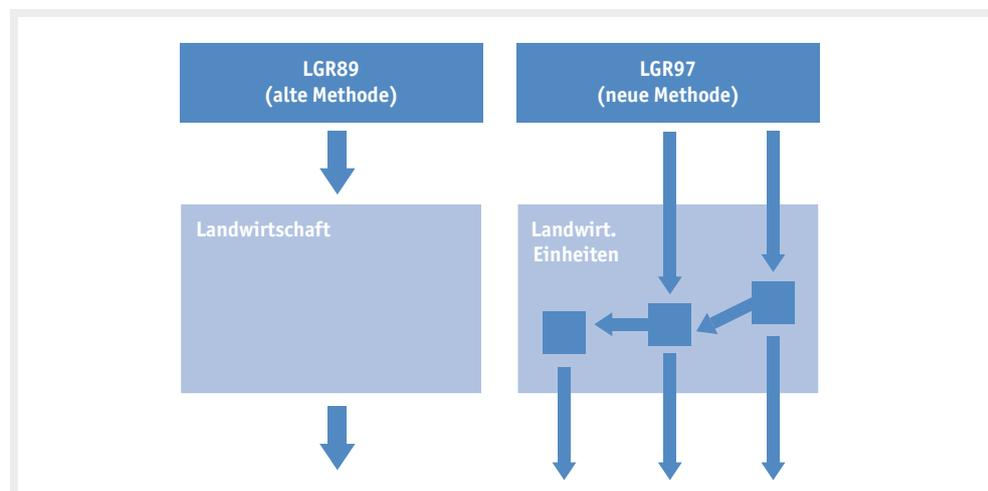 LGR89
(alte Methode)
LGR97
(neue Methode)
Landwirtschaft
Landwirt.
Einheiten